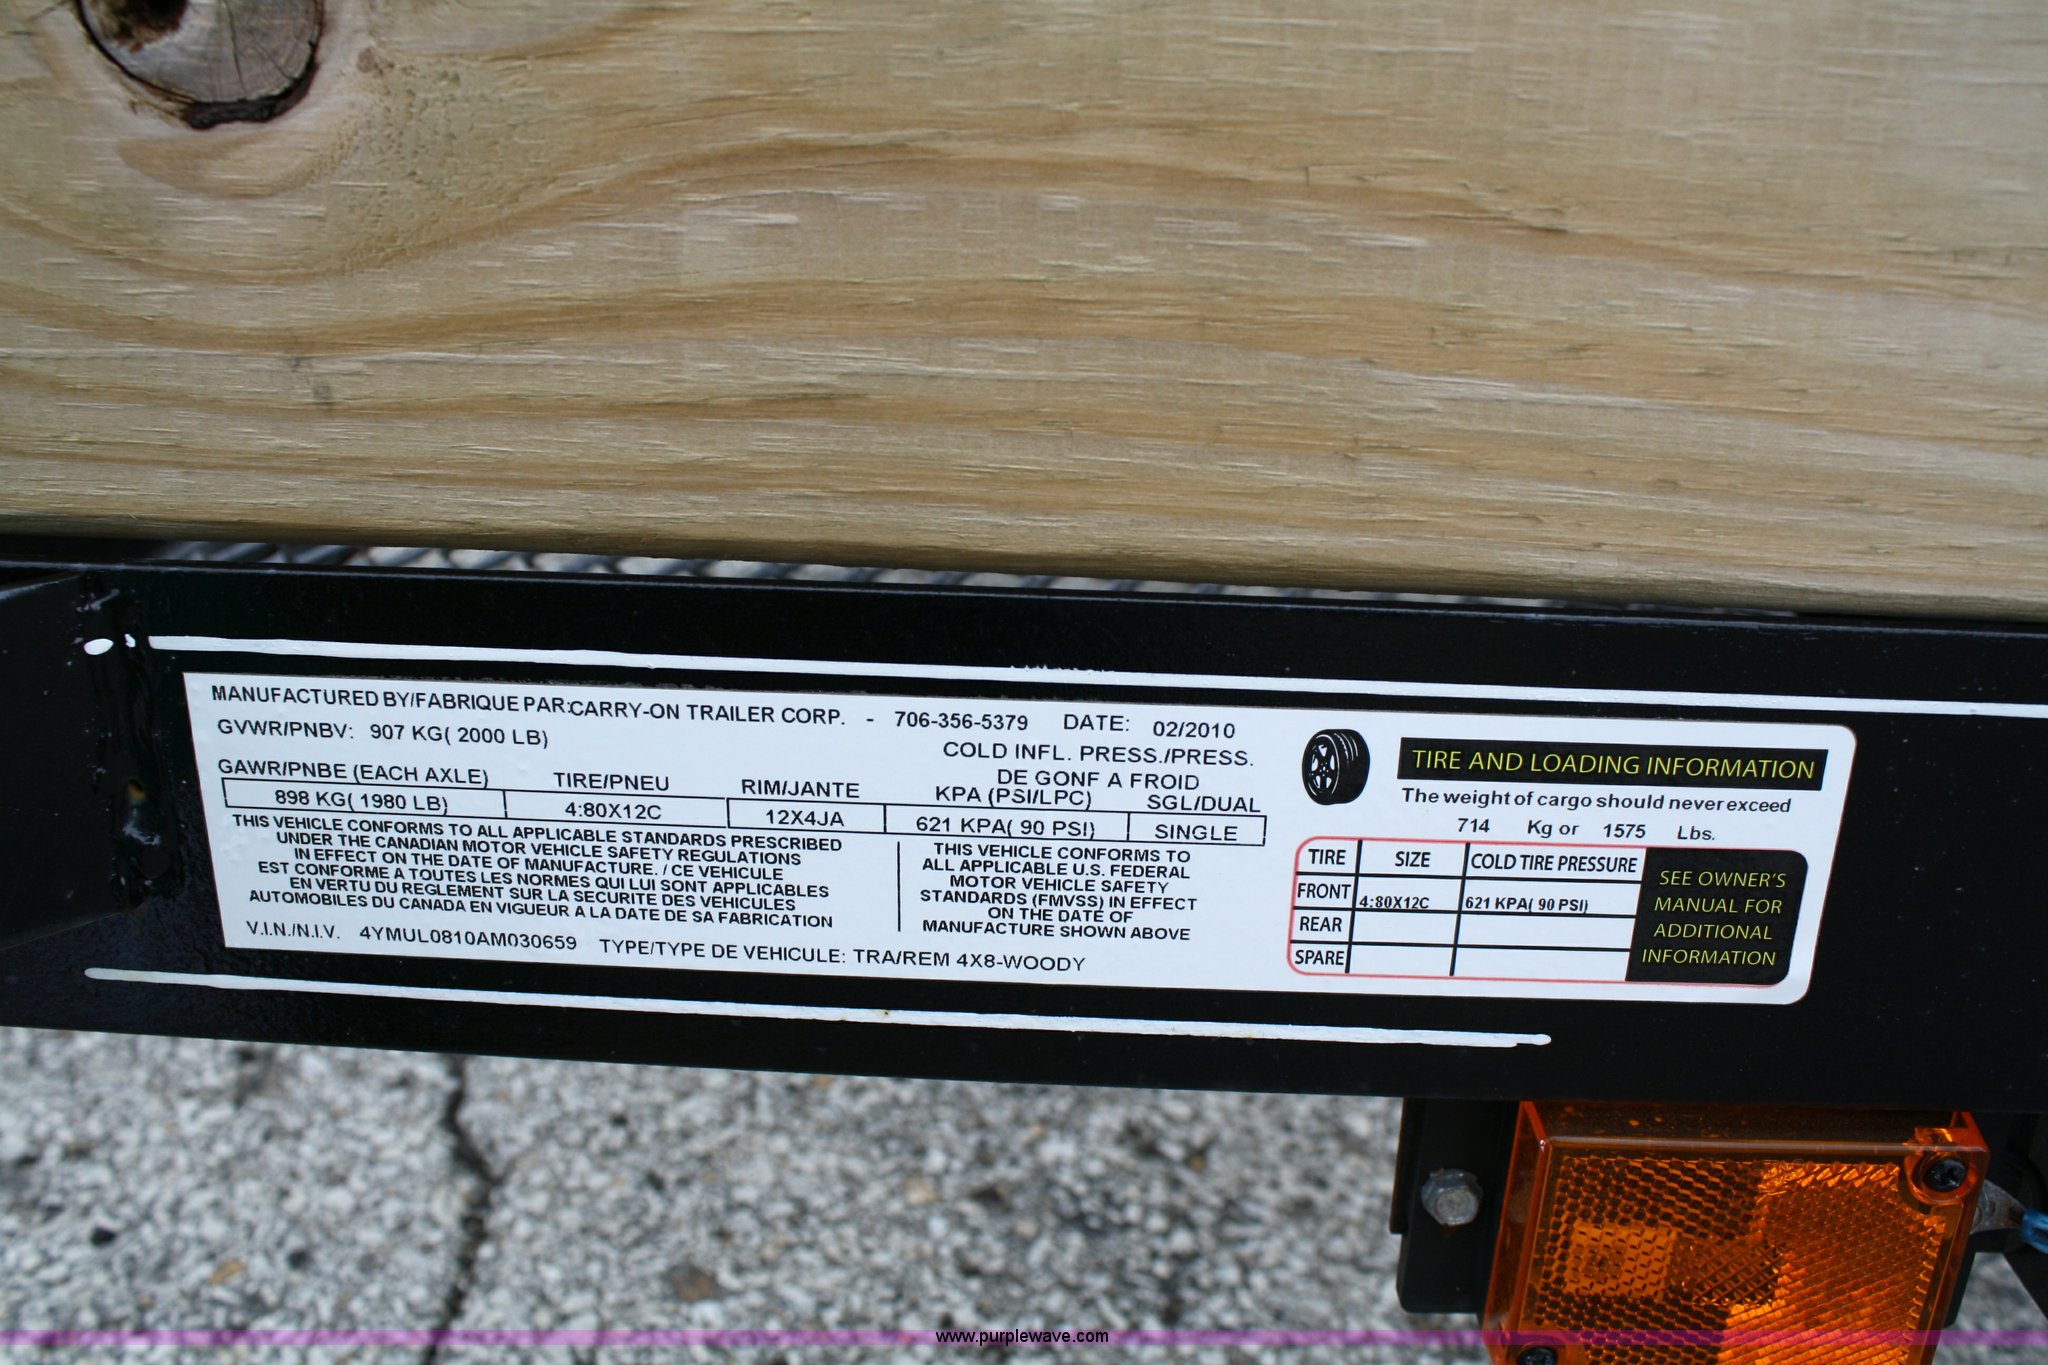 MANUFACTURED BY/FABRIQUE PAR:CARRY-ON TRAILER CORP. - 706-356-5379 DATE: 02/2010
GVWR/PNBV: 907 KG( 2000 LB)
COLD INFL. PRESS./PRESS.
DE GONF A FROID
GAWR/PNBE (EACH AXLE) TIRE/PNEU RIM/JANTE KPA (PSI/LPC) SGL/DUAL
898 KG( 1980 LB) 4:80X12C 12X4JA 621 KPA( 90 PSI) SINGLE
THIS VEHICLE CONFORMS TO ALL APPLICABLE STANDARDS PRESCRIBED
UNDER THE CANADIAN MOTOR VEHICLE SAFETY REGULATIONS
IN EFFECT ON THE DATE OF MANUFACTURE. / CE VEHICULE
EST CONFORME A TOUTES LES NORMES QUI LUI SONT APPLICABLES
EN VERTU DU REGLEMENT SUR LA SECURITE DES VEHICULES
AUTOMOBILES DU CANADA EN VIGUEUR A LA DATE DE SA FABRICATION
THIS VEHICLE CONFORMS TO
ALL APPLICABLE U.S. FEDERAL
MOTOR VEHICLE SAFETY
STANDARDS (FMVSS) IN EFFECT
ON THE DATE OF
MANUFACTURE SHOWN ABOVE
V.I.N./N.I.V. 4YMUL0810AM030659 TYPE/TYPE DE VEHICULE: TRA/REM 4X8-WOODY
TIRE AND LOADING INFORMATION
The weight of cargo should never exceed
714 Kg or 1575 Lbs.
TIRE SIZE COLD TIRE PRESSURE
FRONT 4:80X12C 621 KPA( 90 PSI)
REAR
SPARE
SEE OWNER'S
MANUAL FOR
ADDITIONAL
INFORMATION
www.purplewave.com